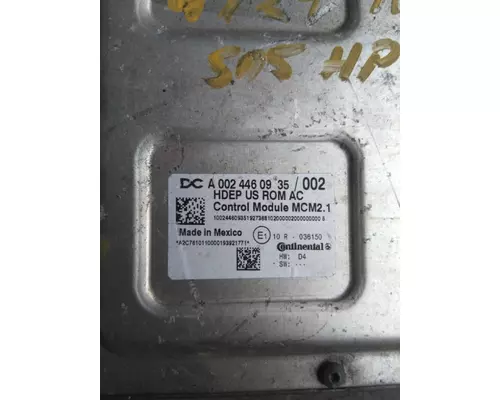 505 HP
DC A 002 446 09 35 / 002
HDEP US ROM AC
Control Module MCM2.1
Made in Mexico
E1 10 R - 036150
Continental
HW: D4
SW: ---